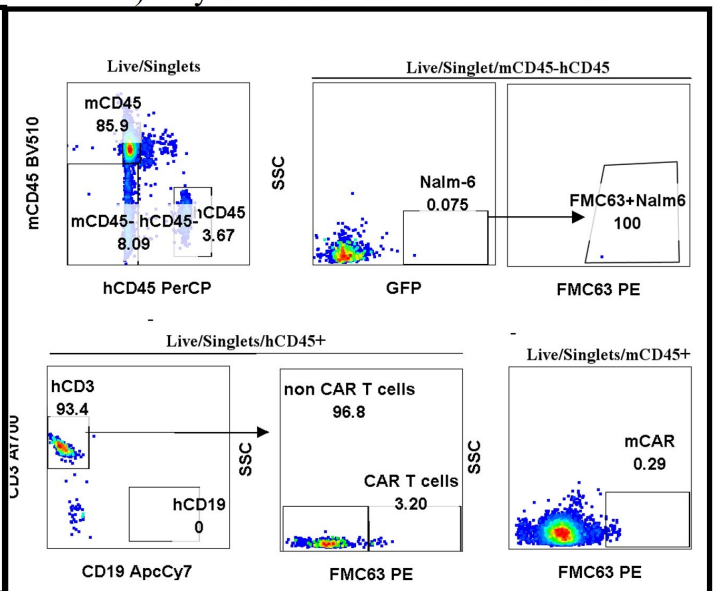 Live/Singlets
mCD45
85.9
mCD45- hCD45-
8.09
hCD45
3.67
mCD45 BV510
hCD45 PerCP
Live/Singlet/mCD45-hCD45
SSC
Nalm-6
0.075
GFP
FMC63+Nalm6
100
FMC63 PE
Live/Singlets/hCD45+
hCD3
93.4
hCD19
0
CD3 Af700
CD19 ApcCy7
SSC
non CAR T cells
96.8
CAR T cells
3.20
FMC63 PE
Live/Singlets/mCD45+
SSC
mCAR
0.29
FMC63 PE